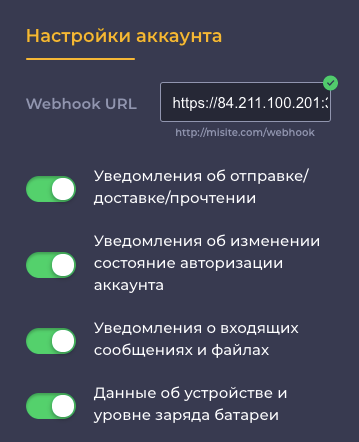 Настройки аккаунта
Webhook URL
https://84.211.100.201:3
http://misite.com/webhook
Уведомления об отправке/
доставке/прочтении
Уведомления об изменении
состояние авторизации
аккаунта
Уведомления о входящих
сообщениях и файлах
Данные об устройстве и
уровне заряда батареи